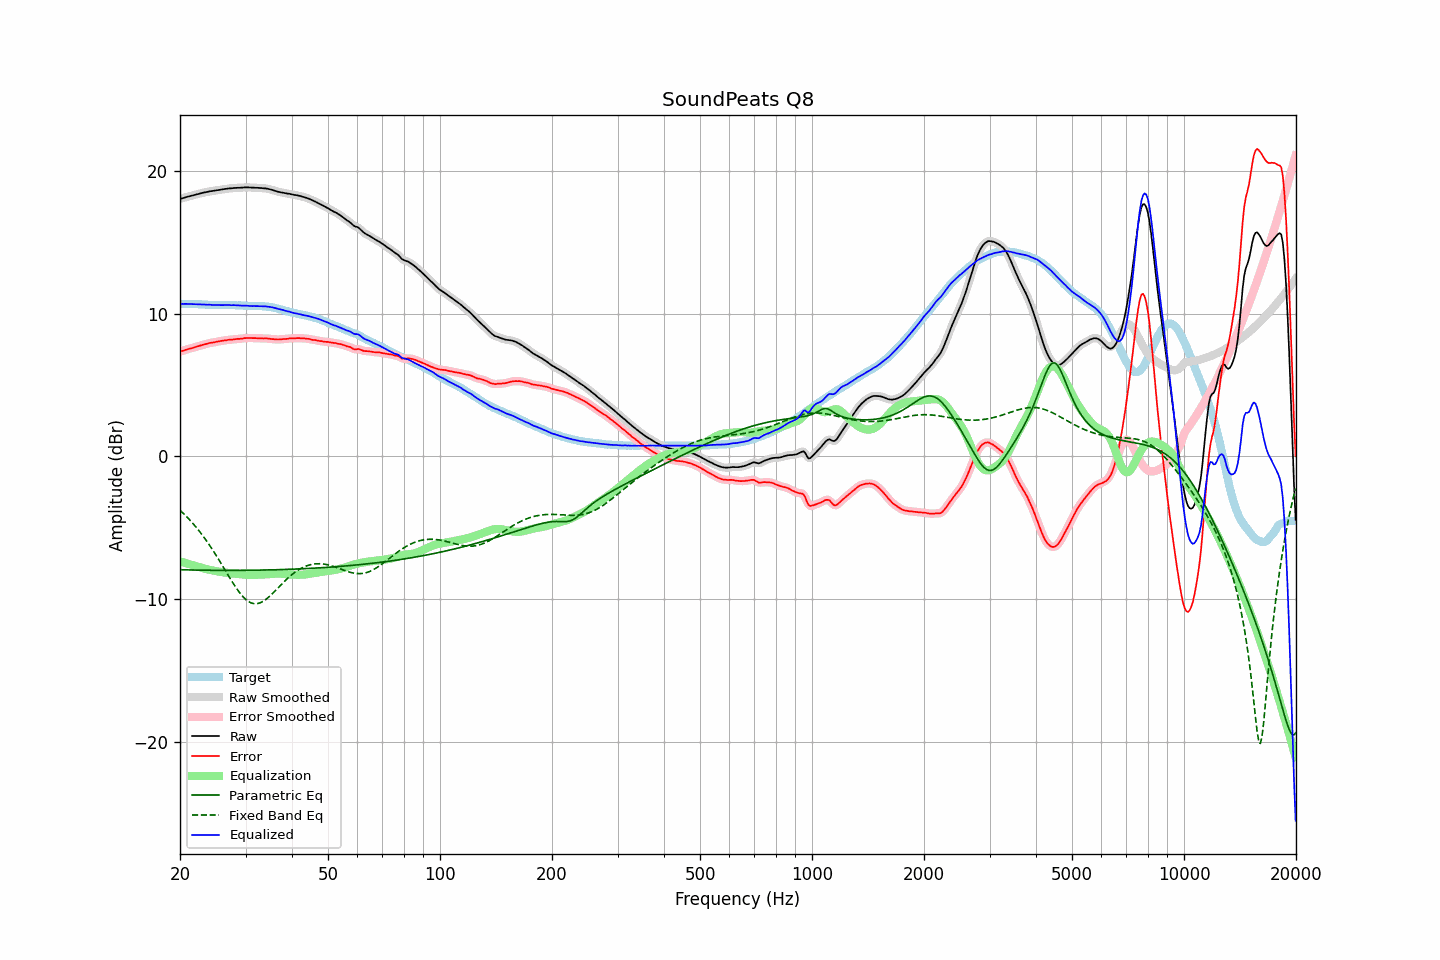 SoundPeats Q8
Amplitude (dBr)
20
10
0
−10
−20
Target
Raw Smoothed
Error Smoothed
Raw
Error
Equalization
Parametric Eq
Fixed Band Eq
Equalized
20 50 100 200 500 1000 2000 5000 10000 20000
Frequency (Hz)